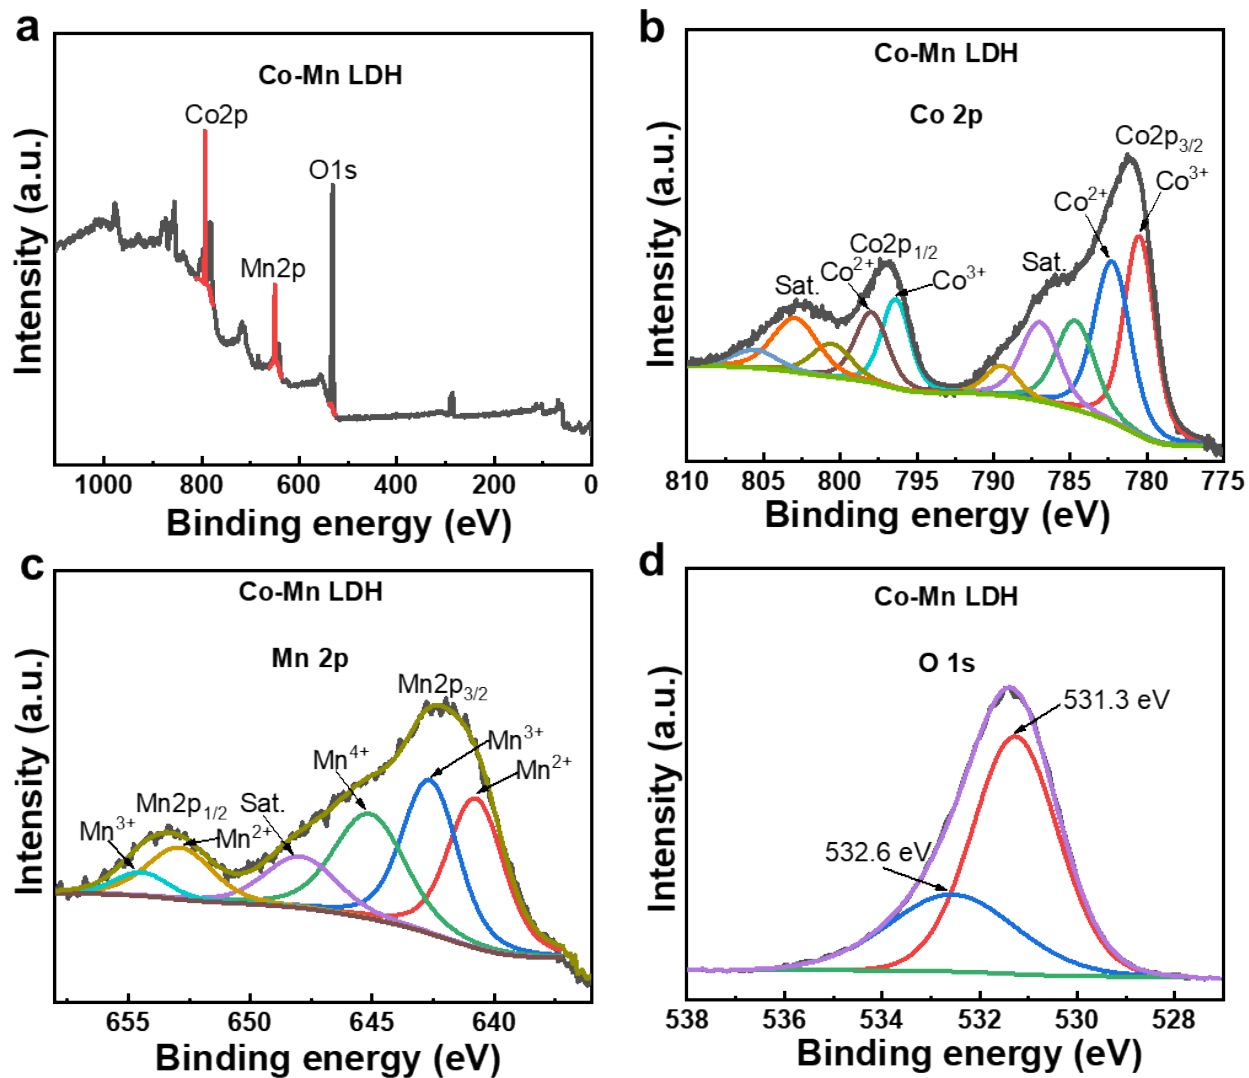 a
Co-Mn LDH
Co2p
O1s
Mn2p
Intensity (a.u.)
1000 800 600 400 200 0
Binding energy (eV)
b
Co-Mn LDH
Co 2p
Co2p3/2
Co3+
Co2+
Co2p1/2
Sat.
Co2+
Co3+
Sat.
Intensity (a.u.)
810 805 800 795 790 785 780 775
Binding energy (eV)
c
Co-Mn LDH
Mn 2p
Mn2p3/2
Mn3+
Mn4+
Mn2+
Mn2p1/2
Sat.
Mn3+
Mn2+
Intensity (a.u.)
655 650 645 640
Binding energy (eV)
d
Co-Mn LDH
O 1s
531.3 eV
532.6 eV
Intensity (a.u.)
538 536 534 532 530 528
Binding energy (eV)